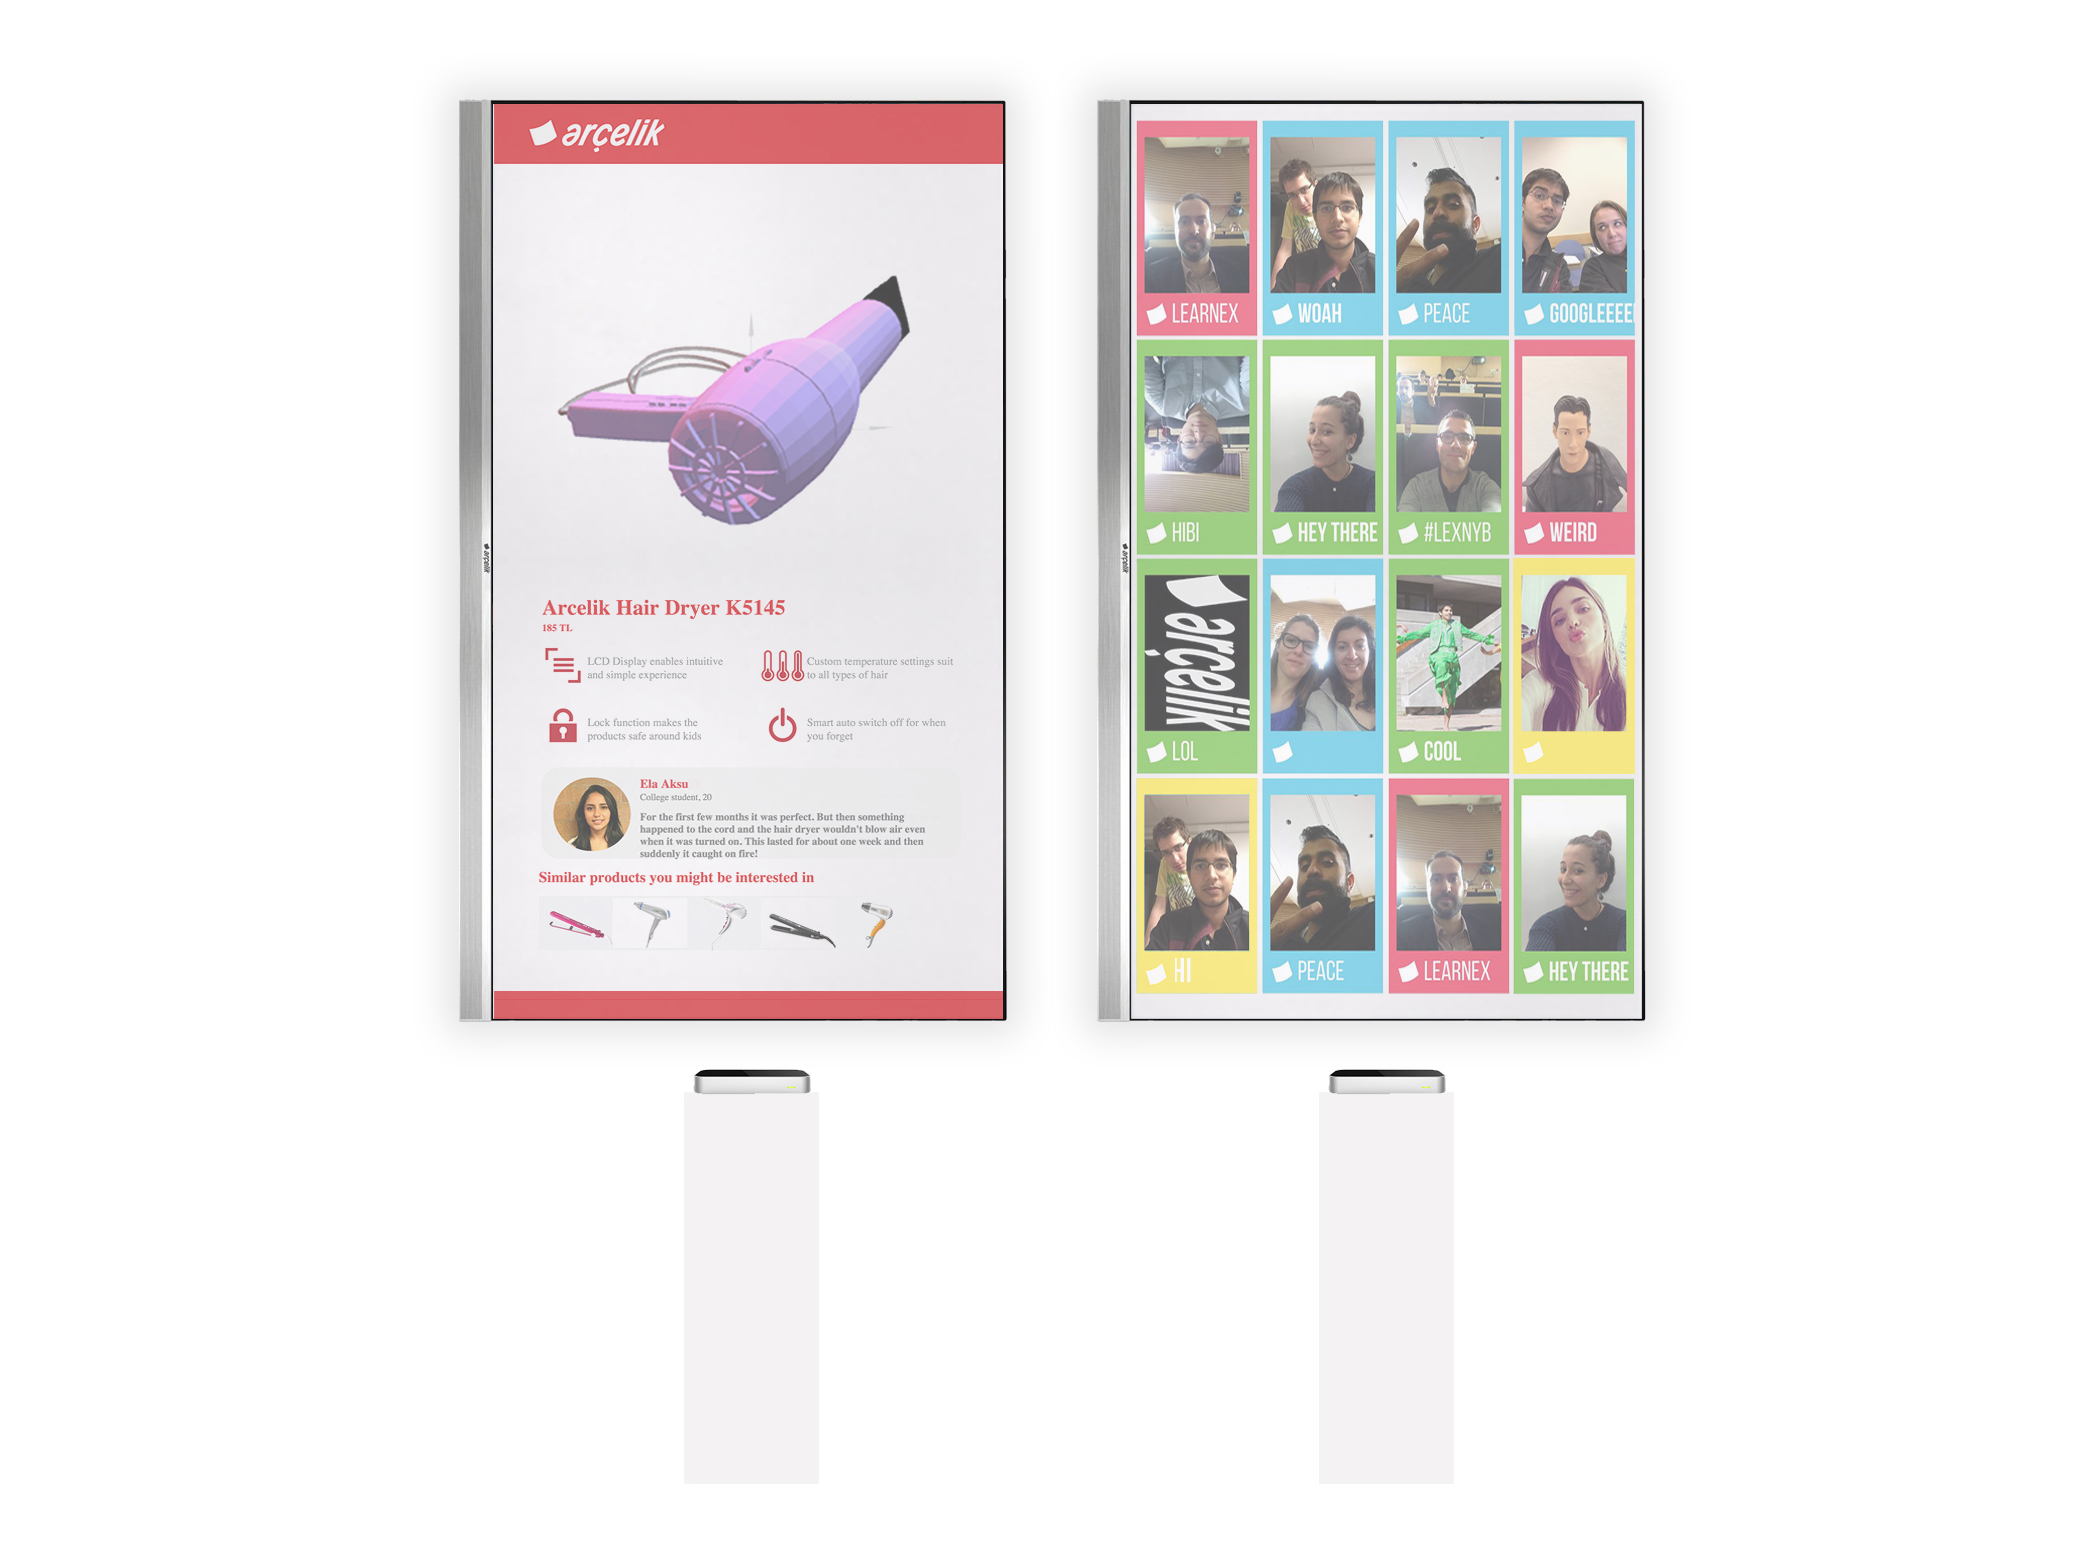 arçelik
arçelik
Arcelik Hair Dryer K5145
185 TL
LCD Display enables intuitive
and simple experience
Custom temperature settings suit
to all types of hair
Lock function makes the
products safe around kids
Smart auto switch off for when
you forget
Ela Aksu
College student, 20
For the first few months it was perfect. But then something
happened to the cord and the hair dryer wouldn't blow air even
when it was turned on. This lasted for about one week and then
suddenly it caught on fire!
Similar products you might be interested in
arçelik
LEARNEX
WOAH
PEACE
GOOGLEEEE
HIBI
HEY THERE
#LEXNYB
WEIRD
arçelik
LOL
COOL
HI
PEACE
LEARNEX
HEY THERE